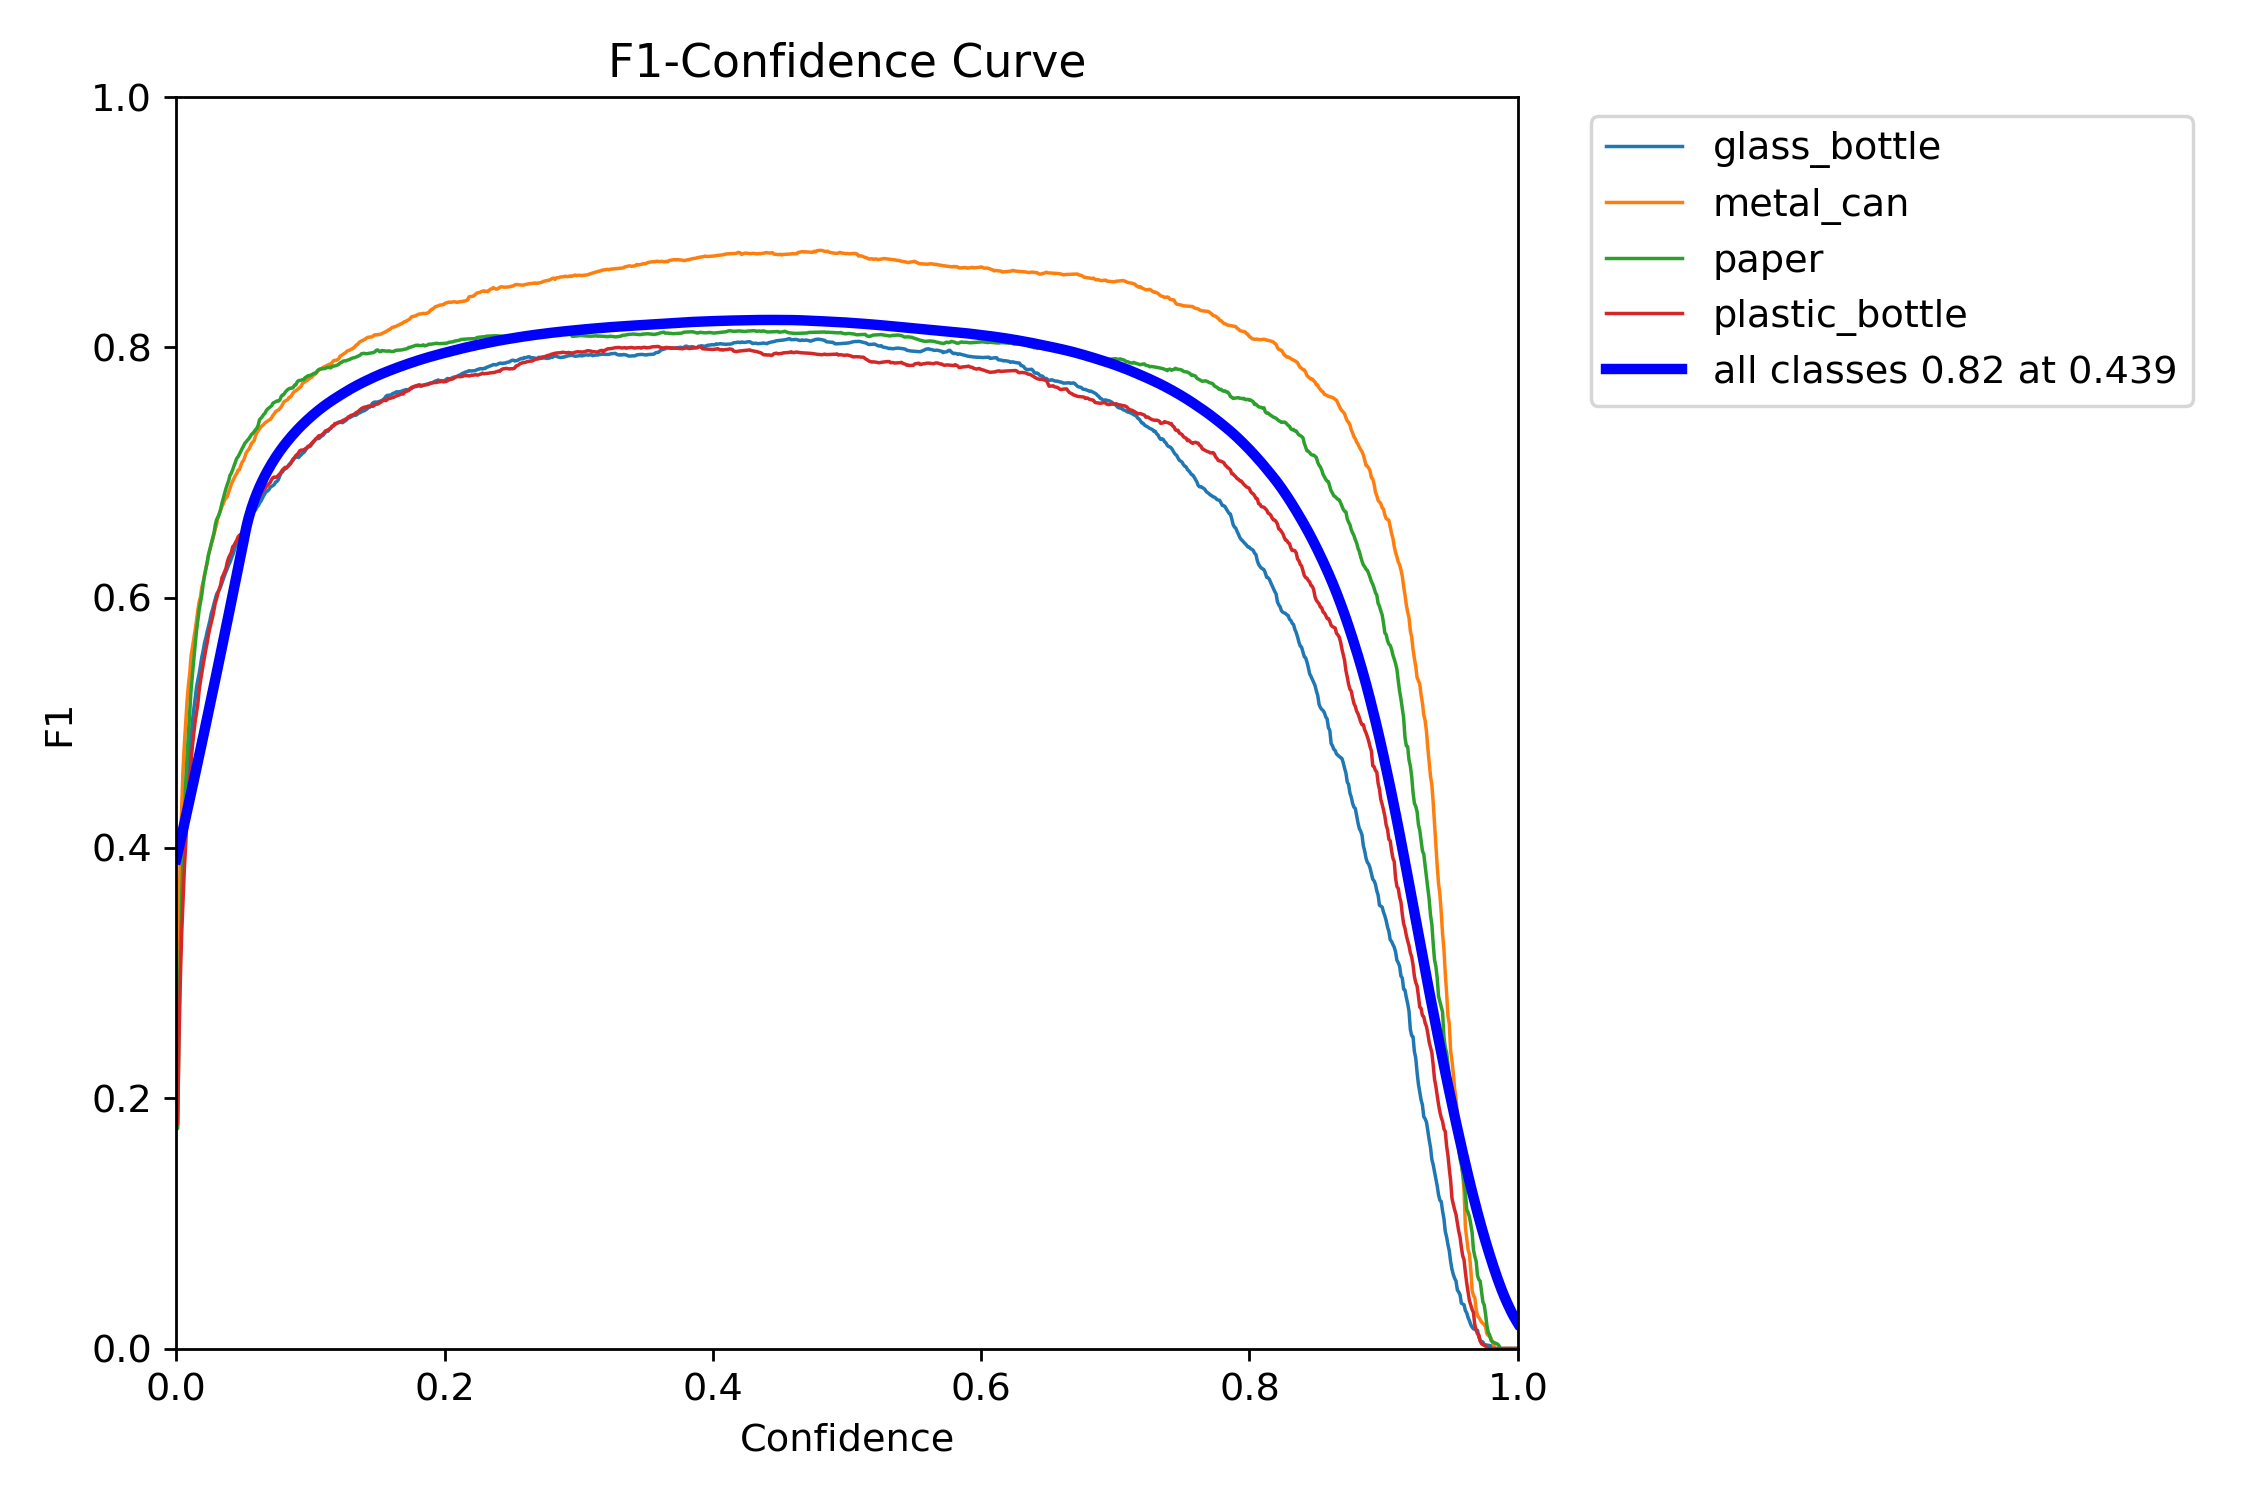 F1-Confidence Curve
1.0
0.8
0.6
0.4
0.2
0.0
F1
0.0 0.2 0.4 0.6 0.8 1.0
Confidence
glass_bottle
metal_can
paper
plastic_bottle
all classes 0.82 at 0.439